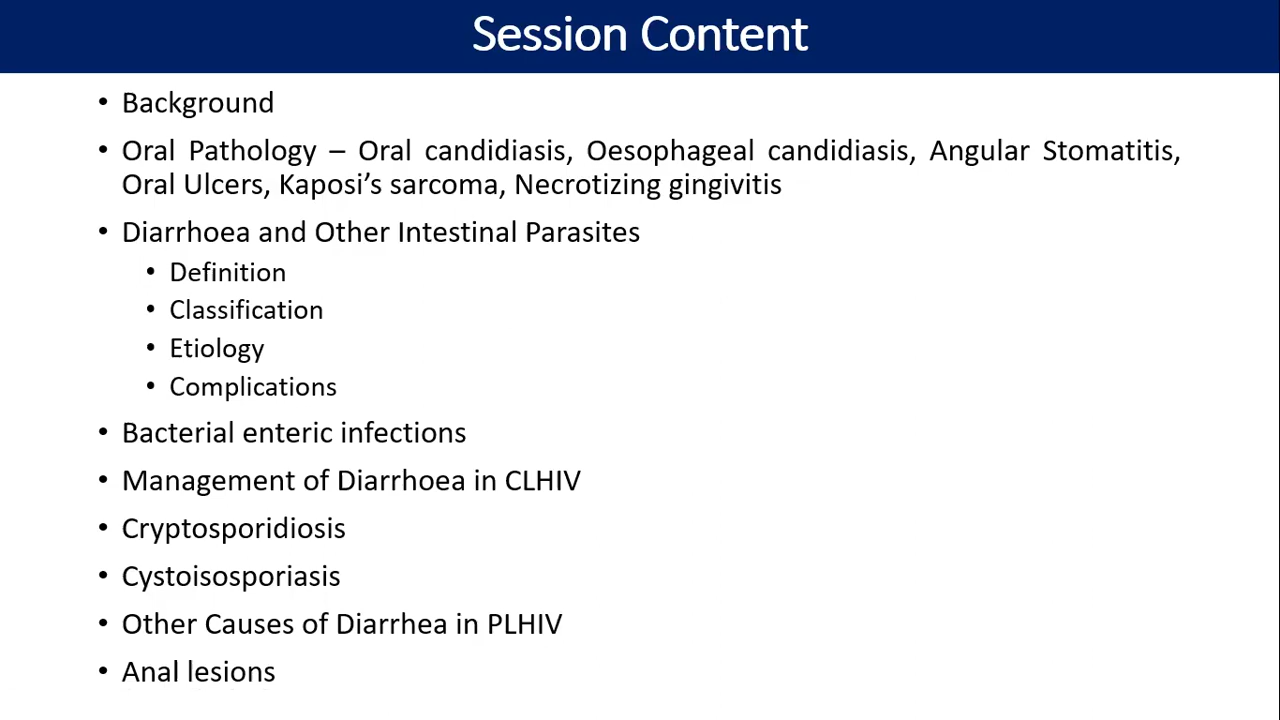 Session Content
• Background
• Oral Pathology – Oral candidiasis, Oesophageal candidiasis, Angular Stomatitis,
Oral Ulcers, Kaposi’s sarcoma, Necrotizing gingivitis
• Diarrhoea and Other Intestinal Parasites
• Definition
• Classification
• Etiology
• Complications
• Bacterial enteric infections
• Management of Diarrhoea in CLHIV
• Cryptosporidiosis
• Cystoisosporiasis
• Other Causes of Diarrhea in PLHIV
• Anal lesions